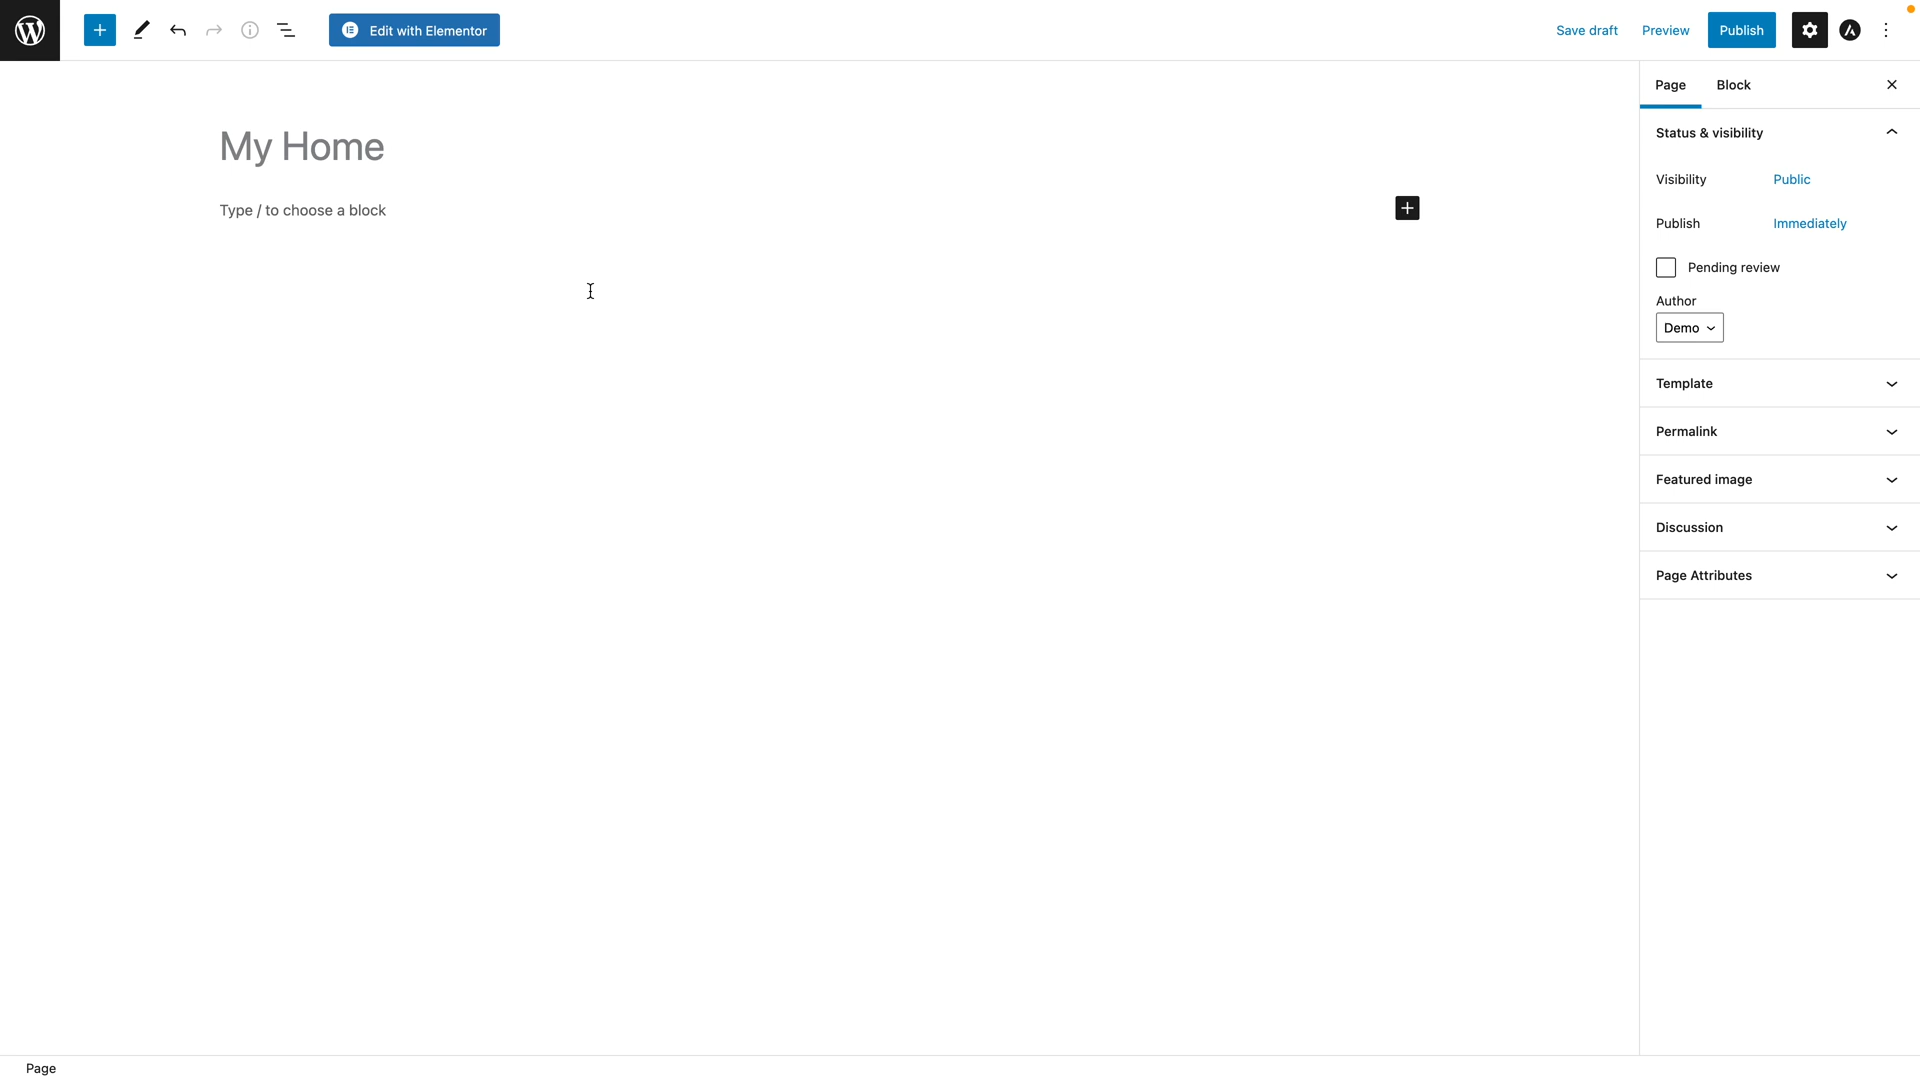 Edit with Elementor
Save draft
Preview
Publish
Page
Block
My Home
Type / to choose a block
Status & visibility
Visibility
Public
Publish
Immediately
Pending review
Author
Demo
Template
Permalink
Featured image
Discussion
Page Attributes
Page